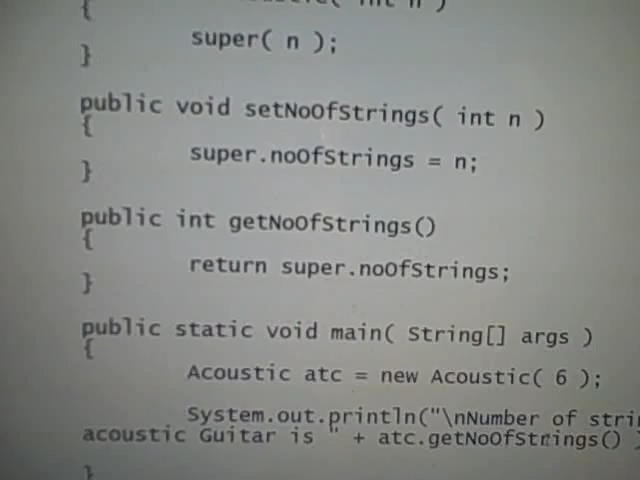 { int n )
super( n );
}
public void setNoOfStrings( int n )
{
super.noOfStrings = n;
}
public int getNoOfStrings()
{
return super.noOfStrings;
}
public static void main( String[] args )
{
Acoustic atc = new Acoustic( 6 );
System.out.println("\nNumber of
acoustic Guitar is " + atc.getNoOfStrings()
}